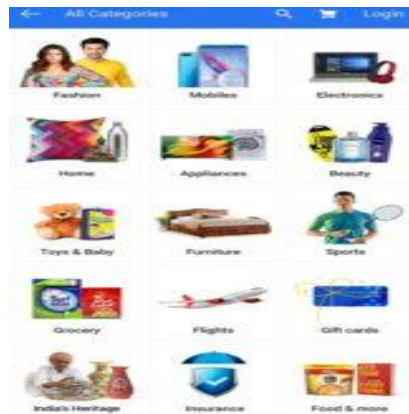 All Categories Login
Fashion Mobiles Electronics
Home Appliances Beauty
Toys & Baby Furniture Sports
Surf
Grocery Flights Gift cards
India's Heritage Insurance Food & more